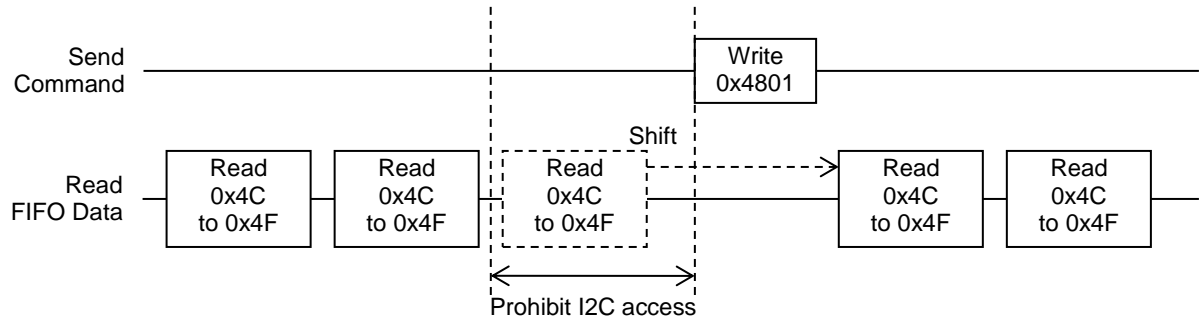 Send
Command
Write
0x4801
Shift
Read
FIFO Data
Read
0x4C
to 0x4F
Read
0x4C
to 0x4F
Read
0x4C
to 0x4F
Read
0x4C
to 0x4F
Read
0x4C
to 0x4F
Prohibit I2C access